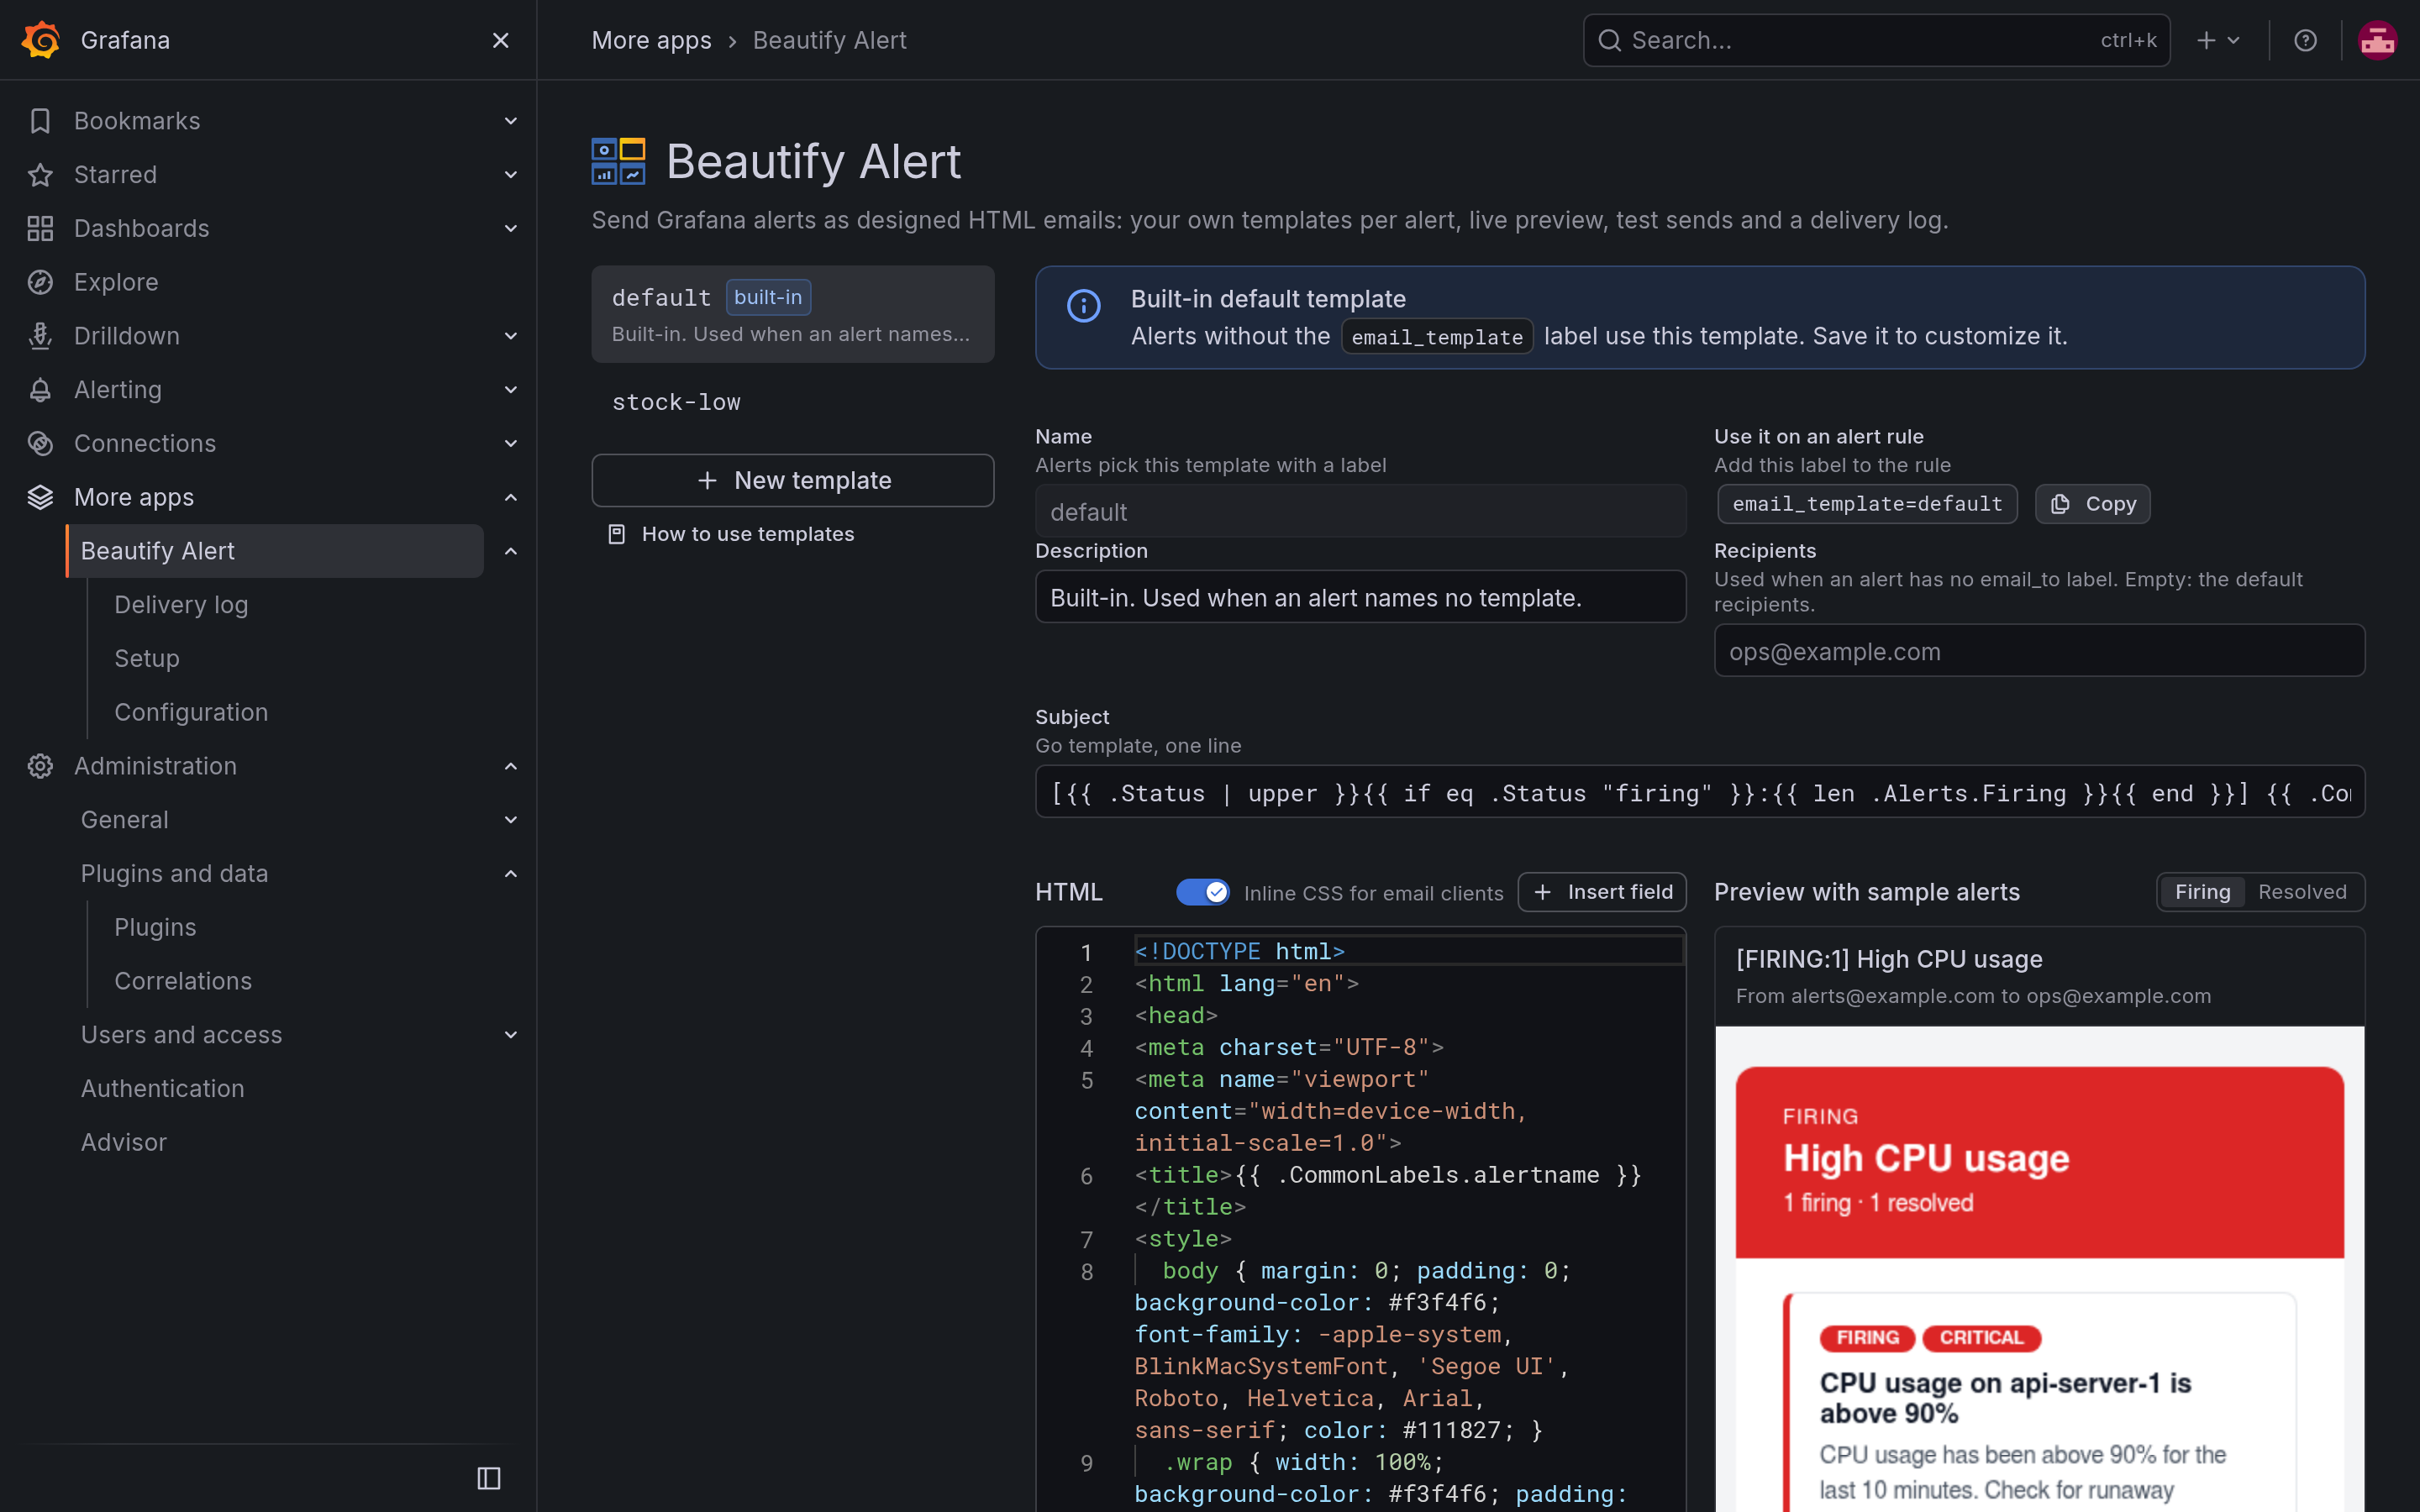 Grafana
Bookmarks
Starred
Dashboards
Explore
Drilldown
Alerting
Connections
More apps
Beautify Alert
Delivery log
Setup
Configuration
Administration
General
Plugins and data
Plugins
Correlations
Users and access
Authentication
Advisor
More apps › Beautify Alert
Search... ctrl+k
Beautify Alert
Send Grafana alerts as designed HTML emails: your own templates per alert, live preview, test sends and a delivery log.
default built-in
Built-in. Used when an alert names...
stock-low
New template
How to use templates
Built-in default template
Alerts without the email_template label use this template. Save it to customize it.
Name
Alerts pick this template with a label
default
Use it on an alert rule
Add this label to the rule
email_template=default Copy
Description
Built-in. Used when an alert names no template.
Recipients
Used when an alert has no email_to label. Empty: the default
recipients.
ops@example.com
Subject
Go template, one line
[{{ .Status | upper }}{{ if eq .Status "firing" }}:{{ len .Alerts.Firing }}{{ end }}] {{ .Co
HTML Inline CSS for email clients Insert field
1 <!DOCTYPE html>
2 <html lang="en">
3 <head>
4 <meta charset="UTF-8">
5 <meta name="viewport"
content="width=device-width,
initial-scale=1.0">
6 <title>{{ .CommonLabels.alertname }}
</title>
7 <style>
8 body { margin: 0; padding: 0;
background-color: #f3f4f6;
font-family: -apple-system,
BlinkMacSystemFont, 'Segoe UI',
Roboto, Helvetica, Arial,
sans-serif; color: #111827; }
9 .wrap { width: 100%;
background-color: #f3f4f6; padding:
Preview with sample alerts Firing Resolved
[FIRING:1] High CPU usage
From alerts@example.com to ops@example.com
FIRING
High CPU usage
1 firing · 1 resolved
FIRING CRITICAL
CPU usage on api-server-1 is
above 90%
CPU usage has been above 90% for the
last 10 minutes. Check for runaway